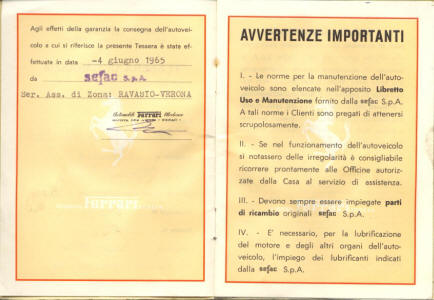 Agli effetti della garanzia la consegna dell'autovei-
colo a cui si riferisce la presente Tessera è stata ef-
fettuata in data -4 giugno 1965
da sefac S.p.A.
Ser. Ass. di Zona: RAVASIO-VERONA
Automobili Ferrari Modena
Ferrari
AVVERTENZE IMPORTANTI
I. - Le norme per la manutenzione dell'auto-
veicolo sono elencate nell'apposito Libretto
Uso e Manutenzione fornito dalla sefac S.p.A.
A tali norme i Clienti sono pregati di attenersi
scrupolosamente.
II. - Se nel funzionamento dell'autoveicolo
si notassero delle irregolarità è consigliabile
ricorrere prontamente alle Officine autoriz-
zate dalla Casa al servizio di assistenza.
III. - Devono sempre essere impiegate parti
di ricambio originali sefac S.p.A.
IV. - E' necessario, per la lubrificazione
del motore e degli altri organi dell'auto-
veicolo, l'impiego dei lubrificanti indicati
dalla sefac S.p.A.